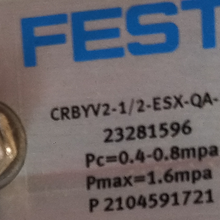 FEST
CRBYV2-1/2-ESX-QA-
23281596
Pc=0.4-0.8mpa
Pmax=1.6mpa
P 2104591721